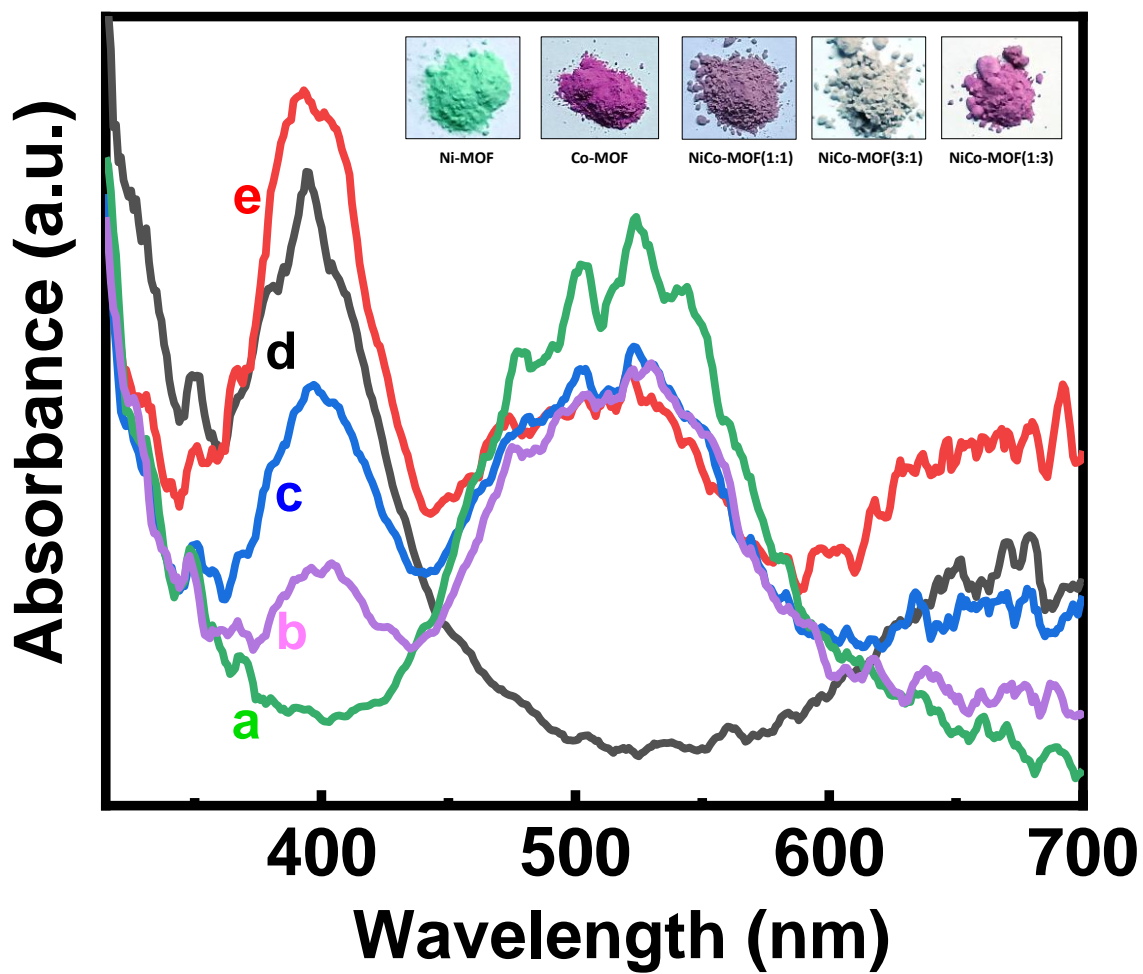 Ni-MOF
Co-MOF
NiCo-MOF(1:1)
NiCo-MOF(3:1)
NiCo-MOF(1:3)
e
d
c
b
a
Absorbance (a.u.)
400
500
600
700
Wavelength (nm)